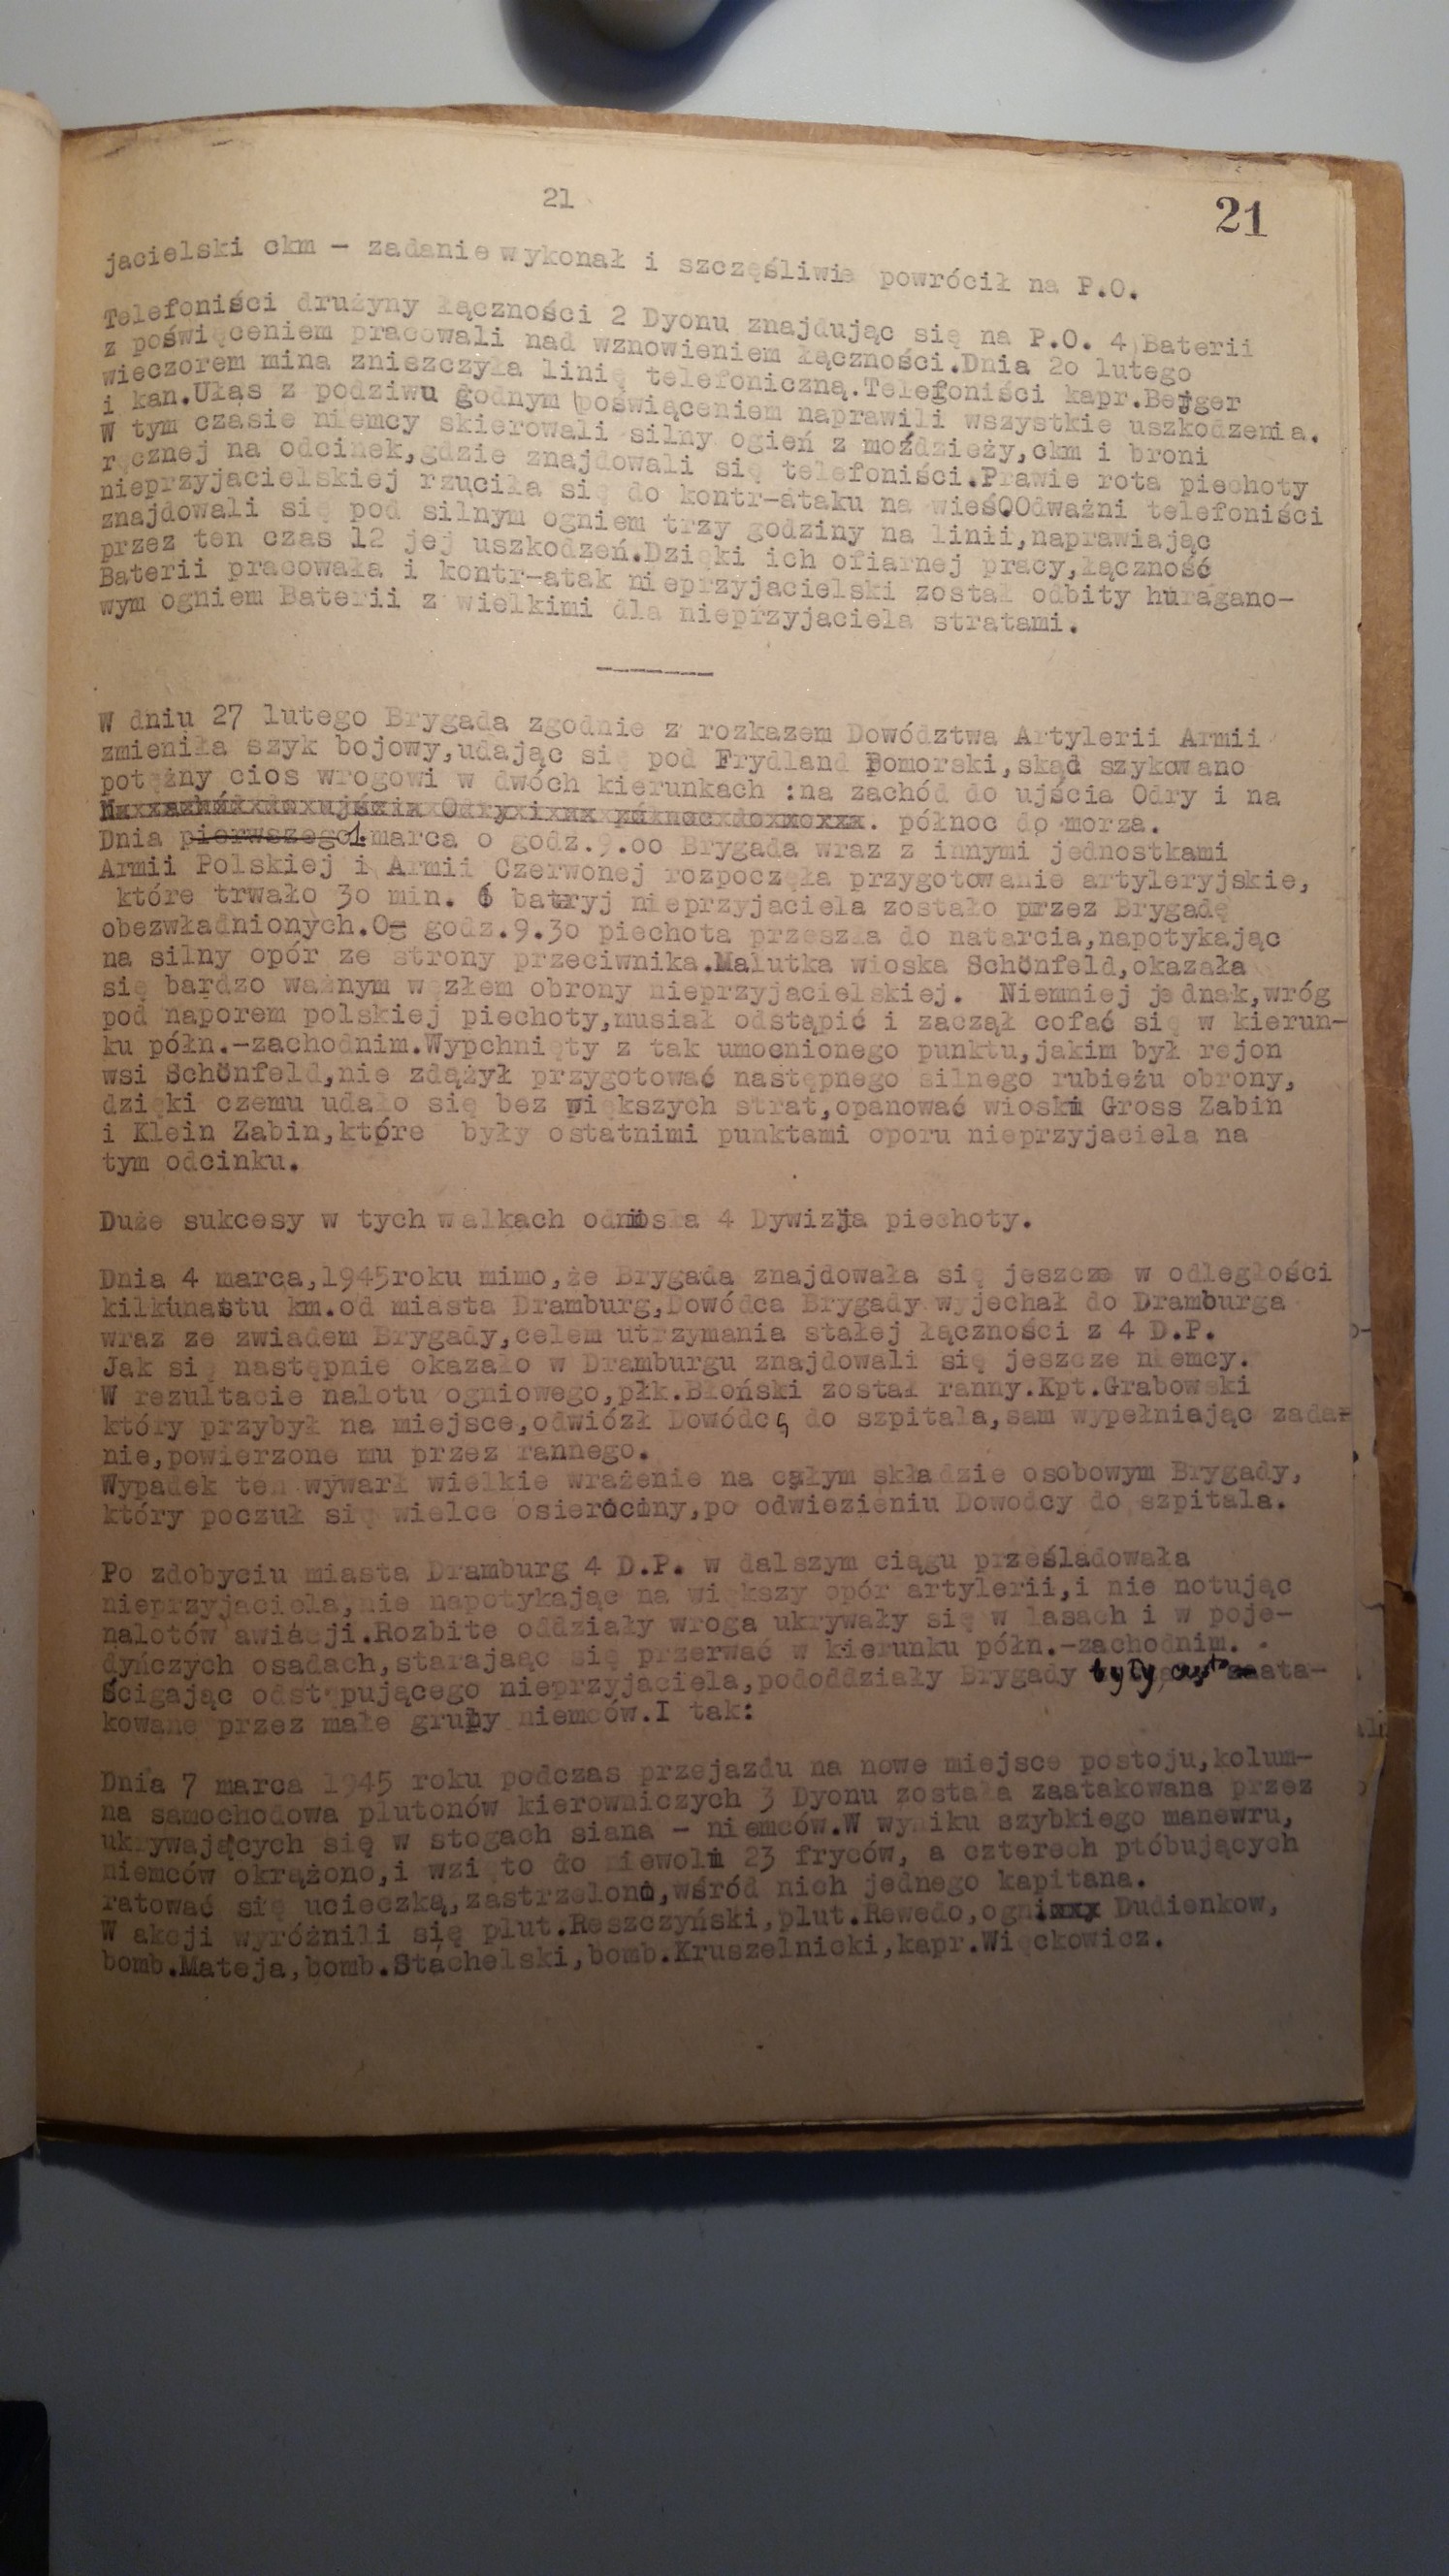 21
21
jacielski ckm - zadanie wykonał i szczęśliwie powrócił na P.O.
Telefoniści drużyny łączności 2 Dyonu znajdując się na P.O. 4 Baterii
z poświęceniem pracowali nad wznowieniem łączności.Dnia 2o lutego
wieczorem mina zniszczyła linię telefoniczną.Telefoniści kapr.Berger
i kan.Ułas z podziwu godnym poświąceniem naprawili wszystkie uszkodzenia.
W tym czasie niemcy skierowali silny ogień z moździeży,ckm i broni
ręcznej na odcinek,gdzie znajdowali się telefoniści.Prawie rota piechoty
nieprzyjacielskiej rzuciła się do kontr-ataku na wieśOOdważni telefoniści
znajdowali się pod silnym ogniem trzy godziny na linii,naprawiając
przez ten czas 12 jej uszkodzeń.Dzięki ich ofiarnej pracy,łączność
Baterii pracowała i kontr-atak nieprzyjacielski został odbity huragano-
wym ogniem Baterii z wielkimi dla nieprzyjaciela stratami.
W dniu 27 lutego Brygada zgodnie z rozkazem Dowództwa Artylerii Armii
zmieniła szyk bojowy,udając się pod Frydland Pomorski,skąd szykowano
potężny cios wrogowi w dwóch kierunkach :na zachód do ujścia Odry i na
północ do morza.
Dnia pierwszego 1 marca o godz.9.oo Brygada wraz z innymi jednostkami
Armii Polskiej i Armii Czerwonej rozpoczęła przygotowanie artyleryjskie,
które trwało 3o min. 6 bateryj nieprzyjaciela zostało przez Brygadę
obezwładnionych.O godz.9.3o piechota przeszła do natarcia,napotykając
na silny opór ze strony przeciwnika.Malutka wioska Schönfeld,okazała
się bardzo ważnym węzłem obrony nieprzyjacielskiej. Niemniej jednak,wróg
pod naporem polskiej piechoty,musiał odstąpić i zaczął cofać się w kierun-
ku półn.-zachodnim.Wypchnięty z tak umocnionego punktu,jakim był rejon
wsi Schönfeld,nie zdążył przygotować następnego silnego rubieżu obrony,
dzięki czemu udało się bez większych strat,opanować wioski Gross Zabin
i Klein Zabin,które były ostatnimi punktami oporu nieprzyjaciela na
tym odcinku.
Duże sukcesy w tych walkach odniosła 4 Dywizja piechoty.
Dnia 4 marca,1945roku mimo,że Brygada znajdowała się jeszcze w odległości
kilkunastu km.od miasta Dramburg,Dowódca Brygady wyjechał do Dramburga
wraz ze zwiadem Brygady,celem utrzymania stałej łączności z 4 D.P.
Jak się następnie okazało w Dramburgu znajdowali się jeszcze niemcy.
W rezultacie nalotu ogniowego,płk.Błoński został ranny.Kpt.Grabowski
który przybył na miejsce,odwiózł Dowódcę do szpitala,sam wypełniając zada-
nie,powierzone mu przez rannego.
Wypadek ten wywarł wielkie wrażenie na całym składzie osobowym Brygady,
który poczuł się wielce osierociny,po odwiezieniu Dowodcy do szpitala.
Po zdobyciu miasta Dramburg 4 D.P. w dalszym ciągu prześladowała
nieprzyjaciela,nie napotykając na większy opór artylerii,i nie notując
nalotów awiacji.Rozbite oddziały wroga ukrywały się w lasach i w poje-
dyńczych osadach,starająąc się przerwać w kierunku półn.-zachodnim.
Ścigając odstępującego nieprzyjaciela,pododdziały Brygady były, często zaata-
kowane przez małe grupy niemców.I tak:
Dnia 7 marca 1945 roku podczas przejazdu na nowe miejsce postoju,kolum-
na samochodowa plutonów kierowniczych 3 Dyonu została zaatakowana przez
ukrywających się w stogach siana - niemców.W wyniku szybkiego manewru,
niemców okrążono,i wzięto do niewoli 23 fryców, a czterech ptóbujących
ratować się ucieczką,zastrzelono,wśród nich jednego kapitana.
W akcji wyróżnili się plut.Reszczyński,plut.Rewedo,ogni Dudienkow,
bomb.Mateja,bomb.Stachelski,bomb.Kruszelnicki,kapr.Więckowicz.